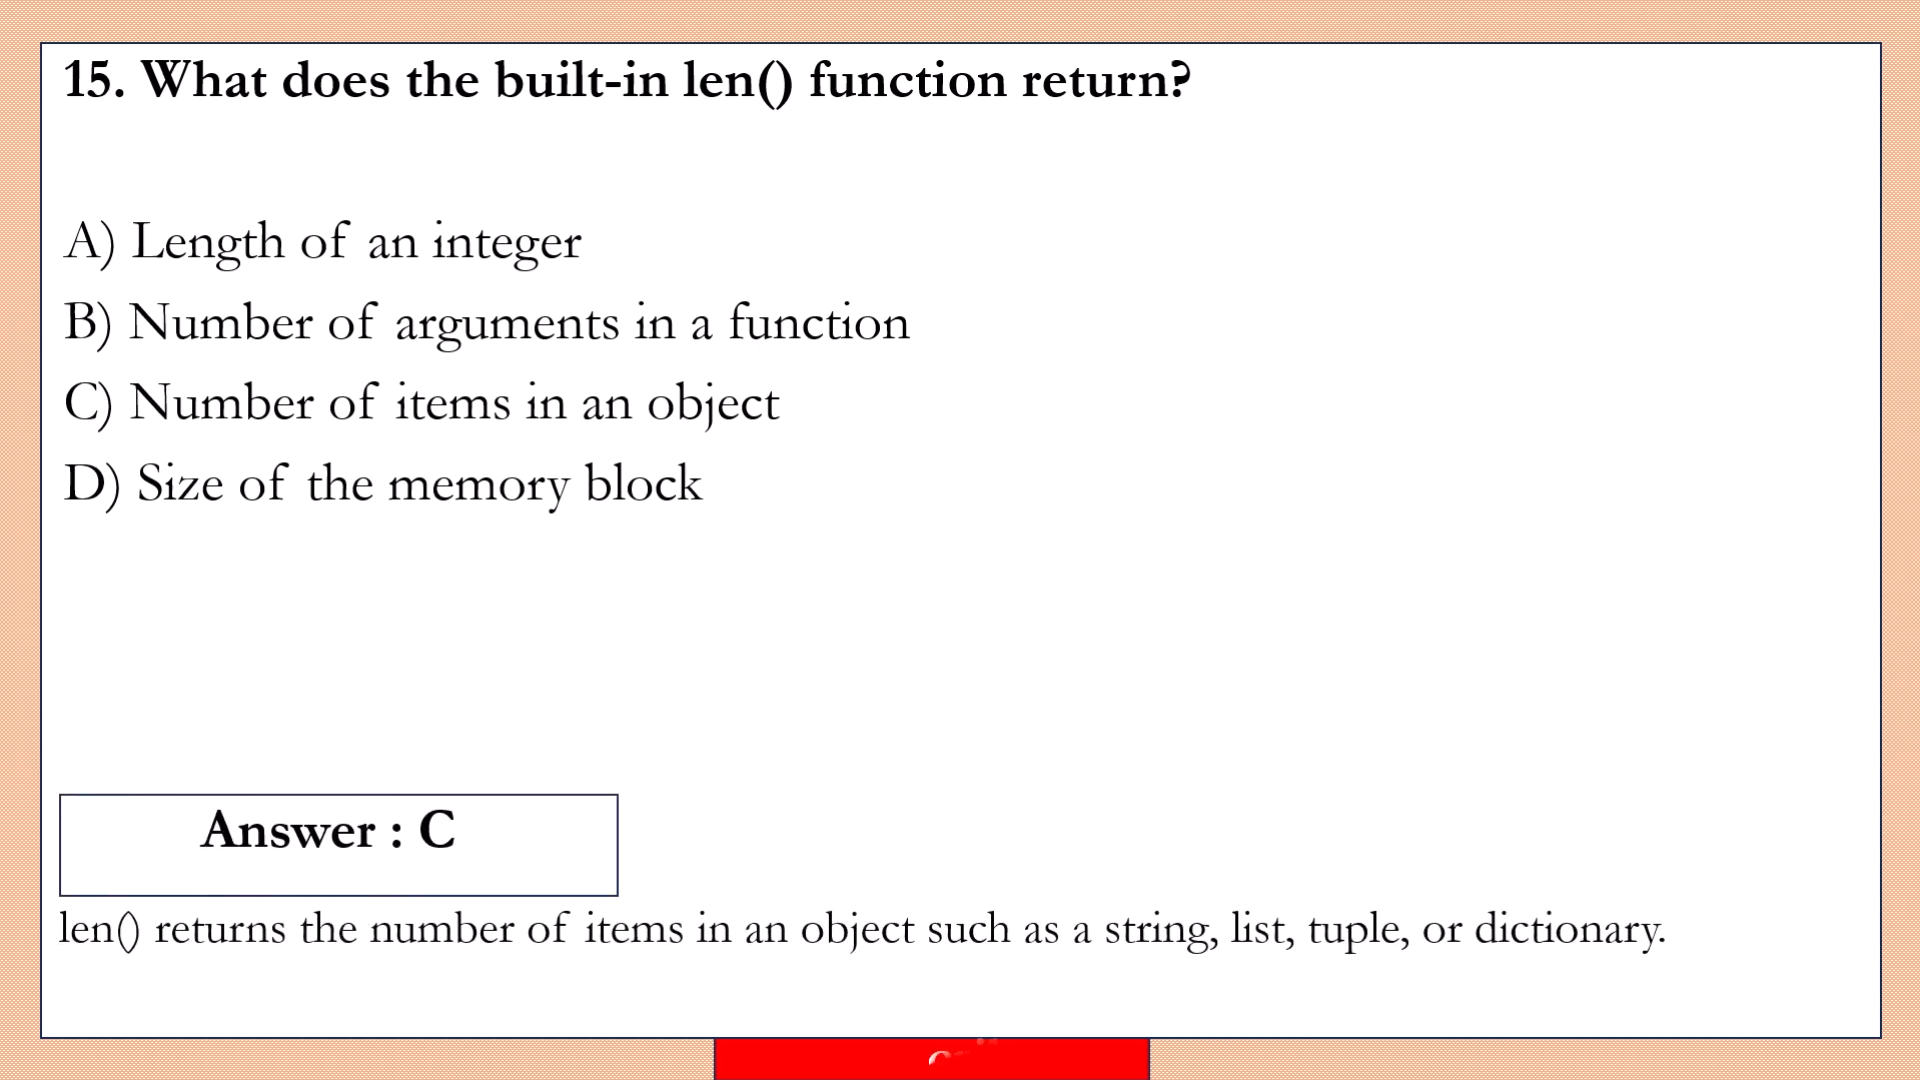 15. What does the built-in len() function return?
A) Length of an integer
B) Number of arguments in a function
C) Number of items in an object
D) Size of the memory block
Answer : C
len() returns the number of items in an object such as a string, list, tuple, or dictionary.